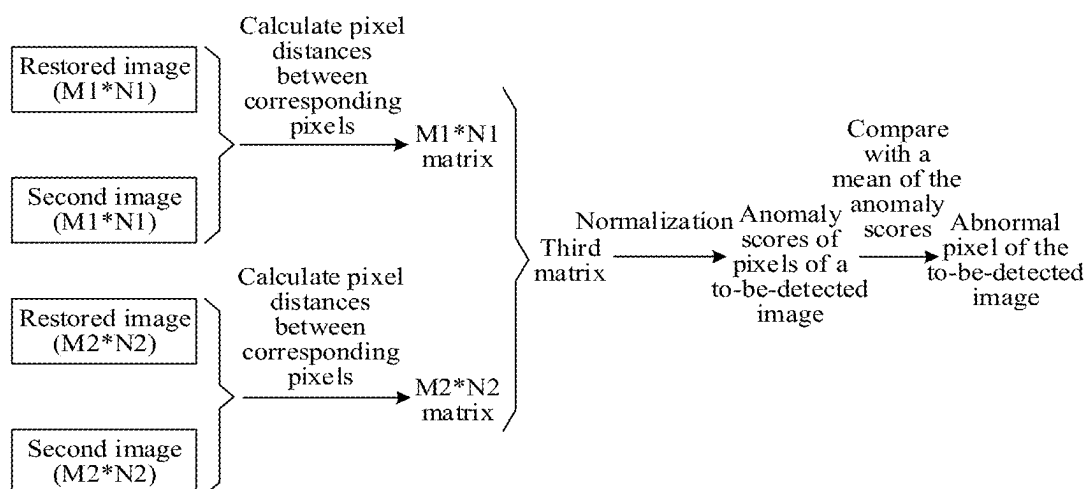 Restored image
(M1*N1)
Second image
(M1*N1)
Calculate pixel
distances
between
corresponding
pixels
M1*N1
matrix
Restored image
(M2*N2)
Second image
(M2*N2)
Calculate pixel
distances
between
corresponding
pixels
M2*N2
matrix
Third
matrix
Normalization
Anomaly
scores of
pixels of a
to-be-detected
image
Compare
with a
mean of the
anomaly
scores
Abnormal
pixel of the
to-be-detected
image